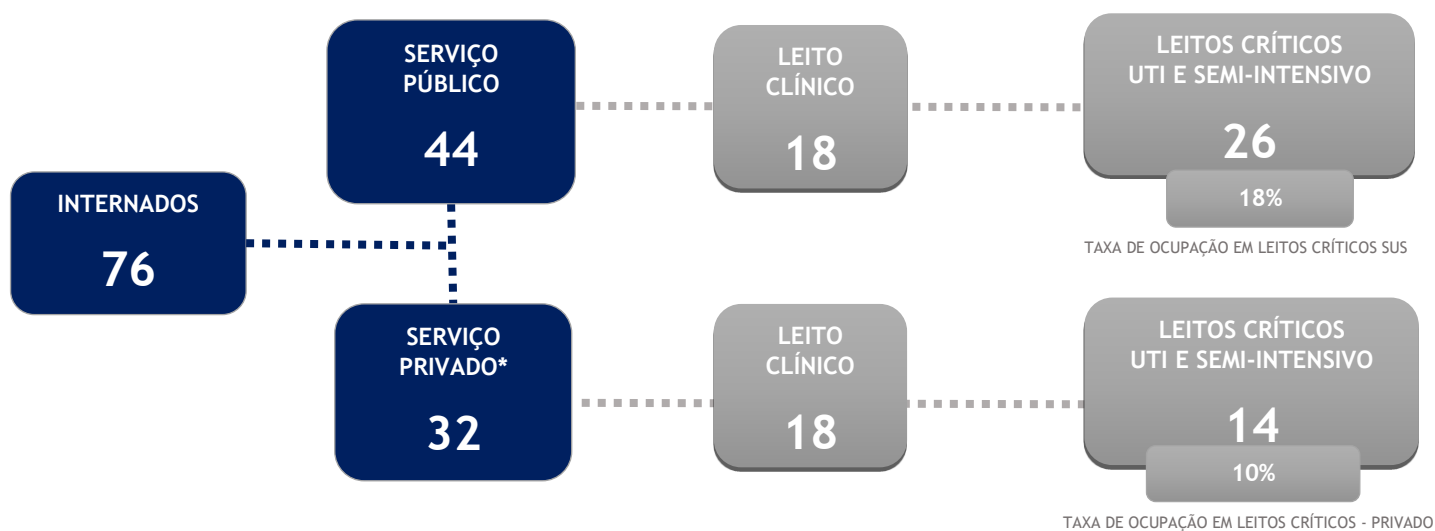 INTERNADOS
76
SERVIÇO
PÚBLICO
44
LEITO
CLÍNICO
18
LEITOS CRÍTICOS
UTI E SEMI-INTENSIVO
26
18%
TAXA DE OCUPAÇÃO EM LEITOS CRÍTICOS SUS
SERVIÇO
PRIVADO*
32
LEITO
CLÍNICO
18
LEITOS CRÍTICOS
UTI E SEMI-INTENSIVO
14
10%
TAXA DE OCUPAÇÃO EM LEITOS CRÍTICOS - PRIVADO